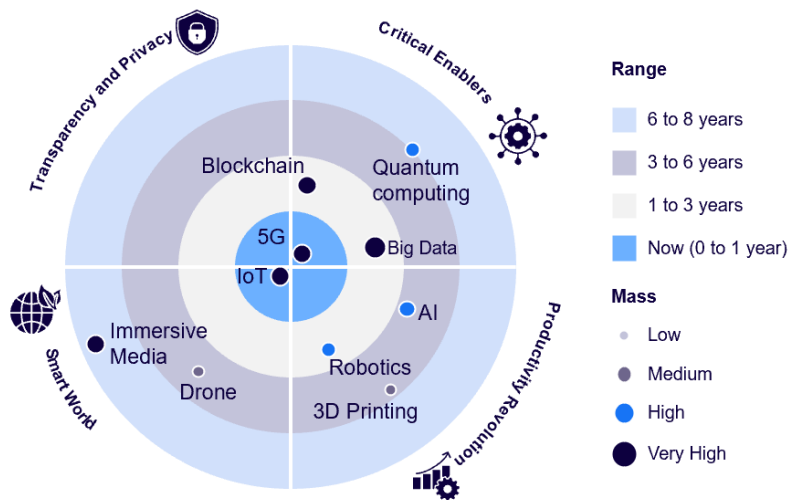 Transparency and Privacy
Critical Enablers
Blockchain
Quantum
computing
5G
Big Data
IoT
AI
Immersive
Media
Robotics
Drone
3D Printing
Smart World
Productivity Revolution
Range
6 to 8 years
3 to 6 years
1 to 3 years
Now (0 to 1 year)
Mass
Low
Medium
High
Very High